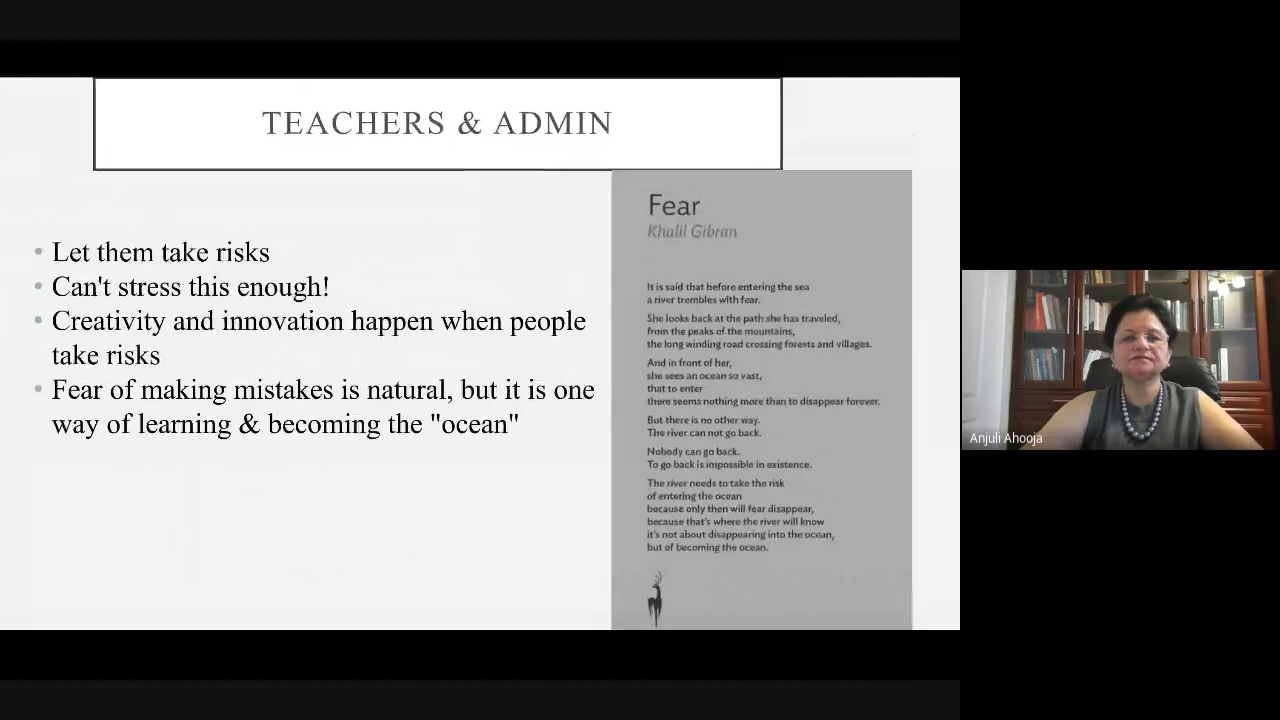 TEACHERS & ADMIN
• Let them take risks
• Can't stress this enough!
• Creativity and innovation happen when people
take risks
• Fear of making mistakes is natural, but it is one
way of learning & becoming the "ocean"
Fear
Khalil Gibran
It is said that before entering the sea
a river trembles with fear.
She looks back at the path she has traveled,
from the peaks of the mountains,
the long winding road crossing forests and villages.
And in front of her,
she sees an ocean so vast,
that to enter
there seems nothing more than to disappear forever.
But there is no other way.
The river can not go back.
Nobody can go back.
To go back is impossible in existence.
The river needs to take the risk
of entering the ocean
because only then will fear disappear,
because that's where the river will know
it's not about disappearing into the ocean,
but of becoming the ocean.
Anjuli Ahooja